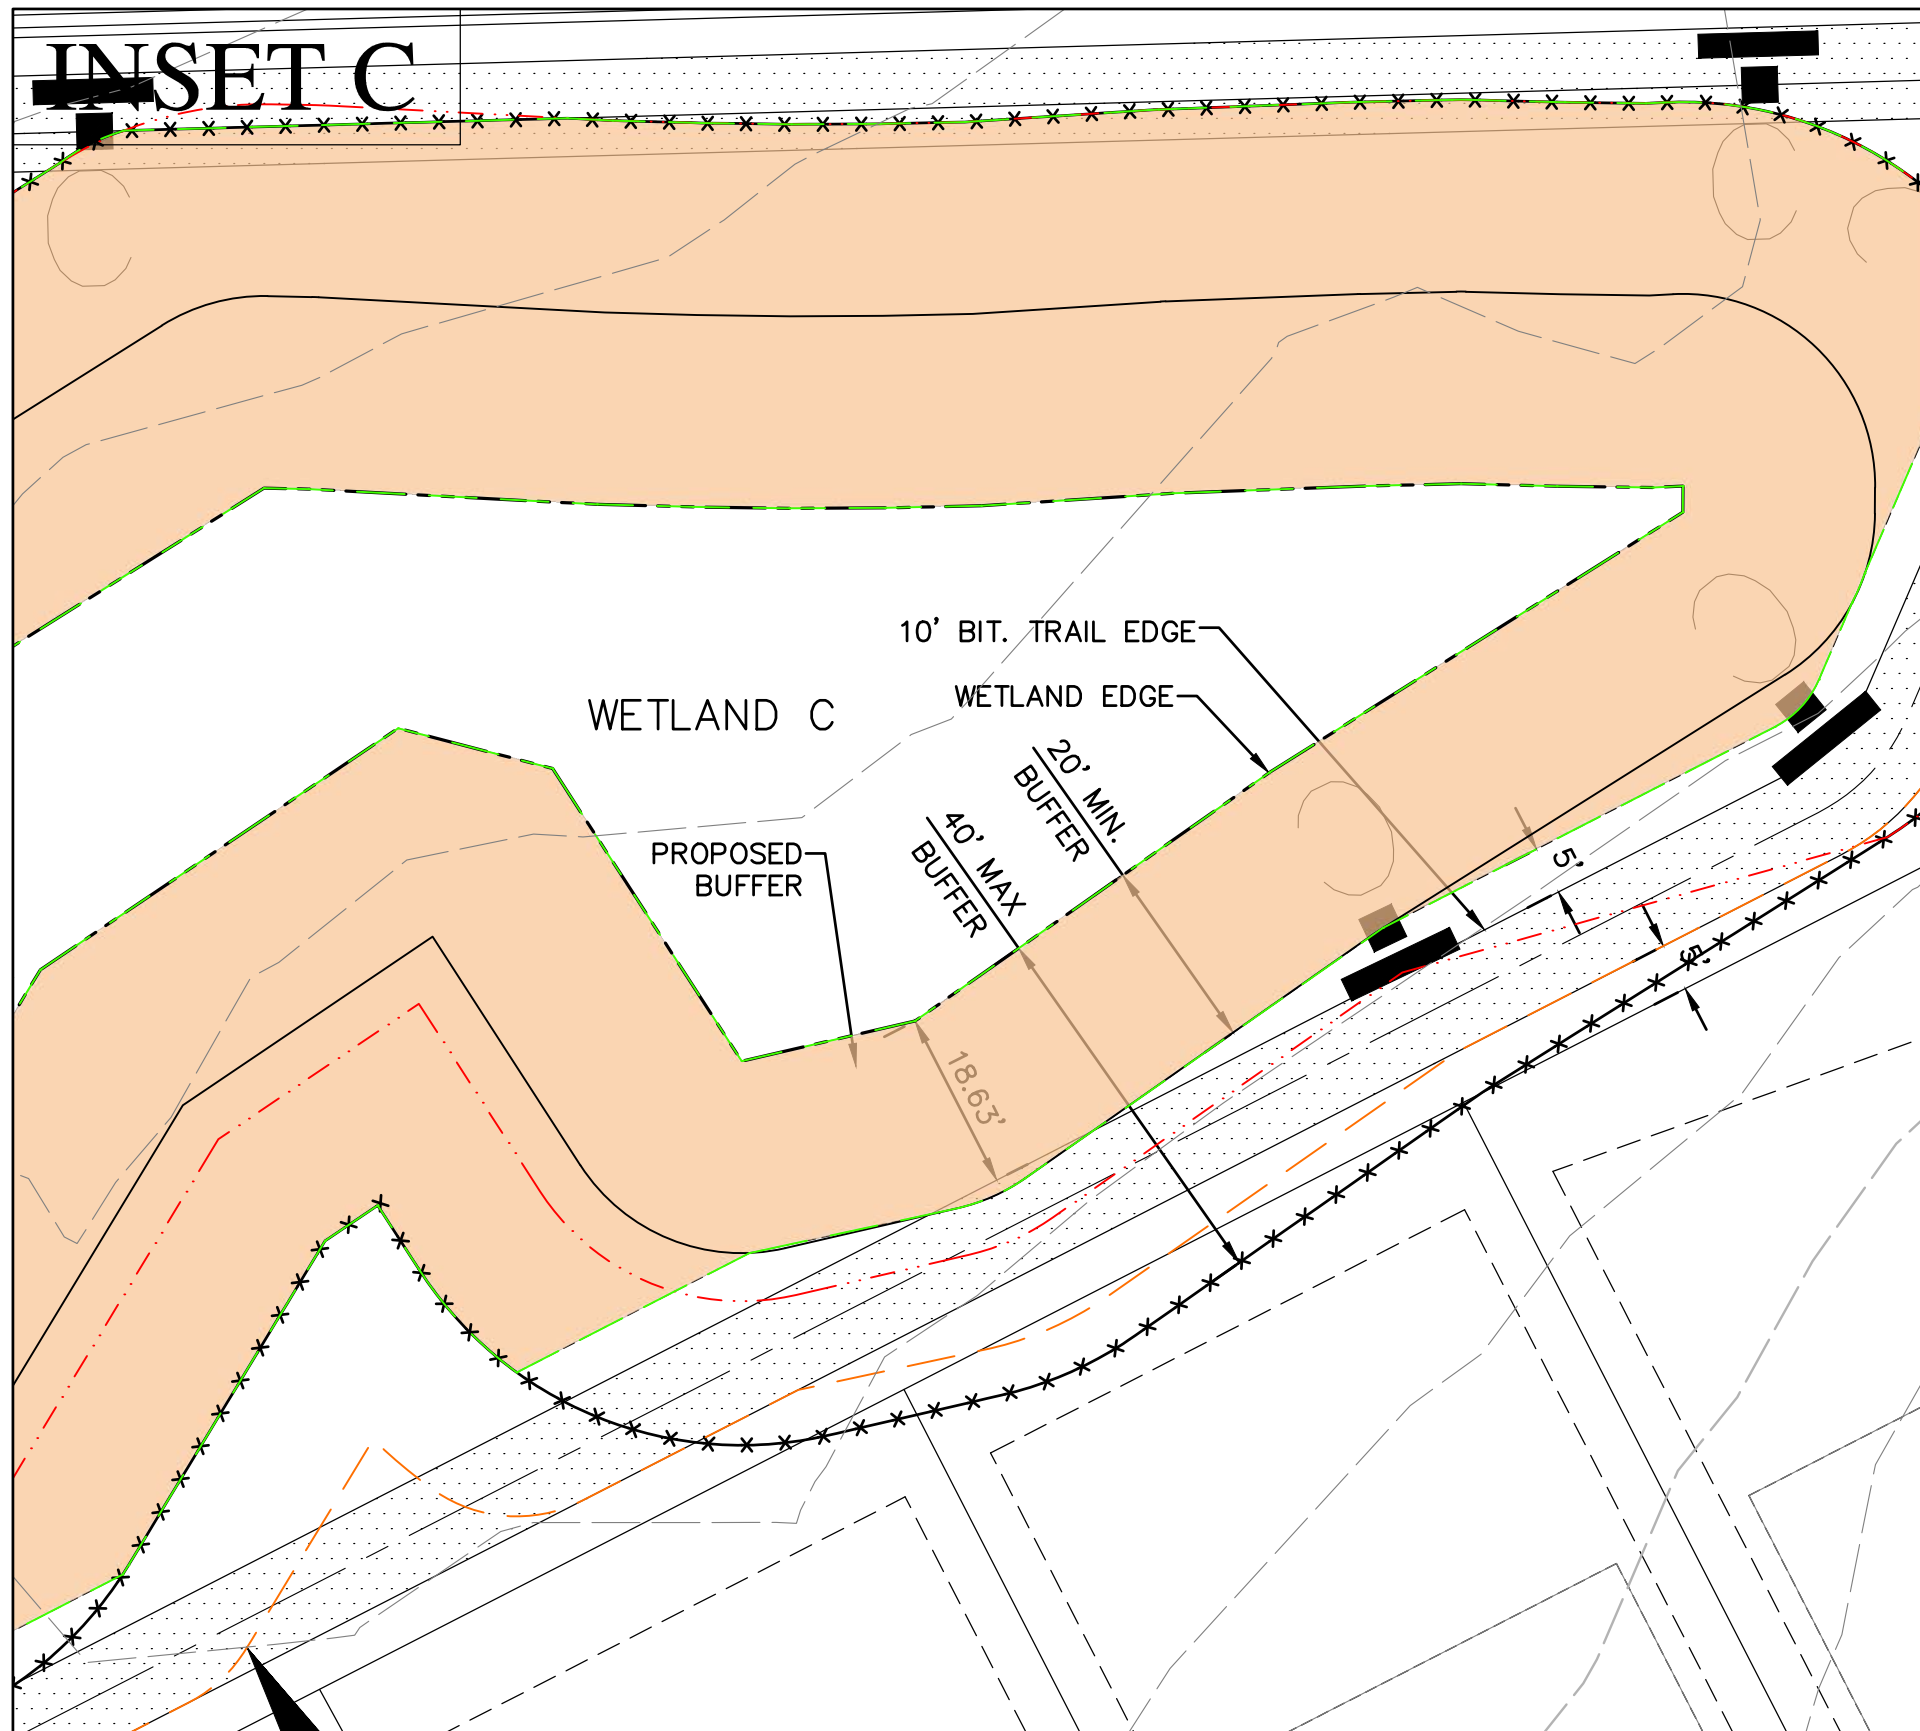 INSET C
10' BIT. TRAIL EDGE
WETLAND EDGE
WETLAND C
20' MIN.
BUFFER
40' MAX
BUFFER
PROPOSED
BUFFER
5'
5'
18.63'